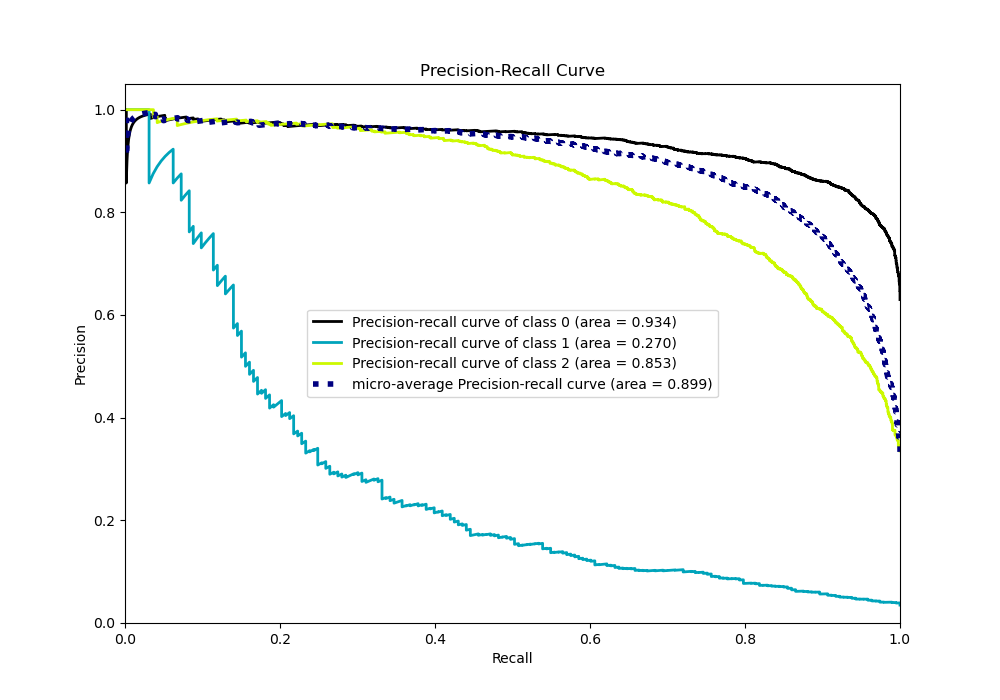 Precision-Recall Curve
1.0
0.8
0.6
0.4
0.2
0.0
Precision
Precision-recall curve of class 0 (area = 0.934)
Precision-recall curve of class 1 (area = 0.270)
Precision-recall curve of class 2 (area = 0.853)
micro-average Precision-recall curve (area = 0.899)
0.0 0.2 0.4 0.6 0.8 1.0
Recall